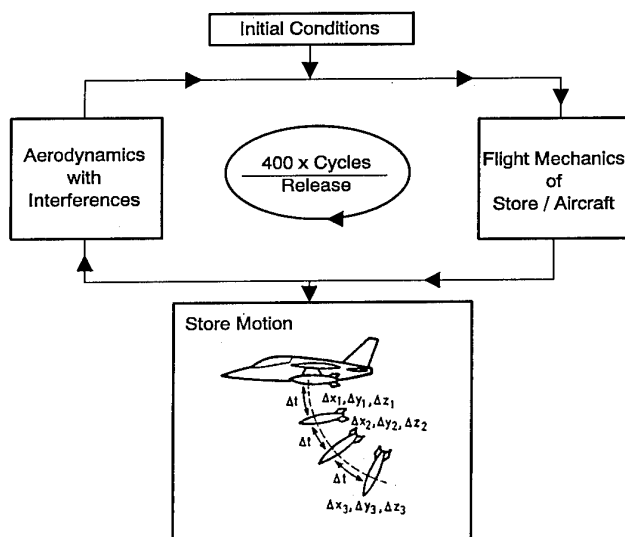 Initial Conditions
Aerodynamics
with
Interferences
400 x Cycles
Release
Flight Mechanics
of
Store / Aircraft
Store Motion
Δt
Δx₁, Δy₁, Δz₁
Δx₂, Δy₂, Δz₂
Δt
Δt
Δx₃, Δy₃, Δz₃